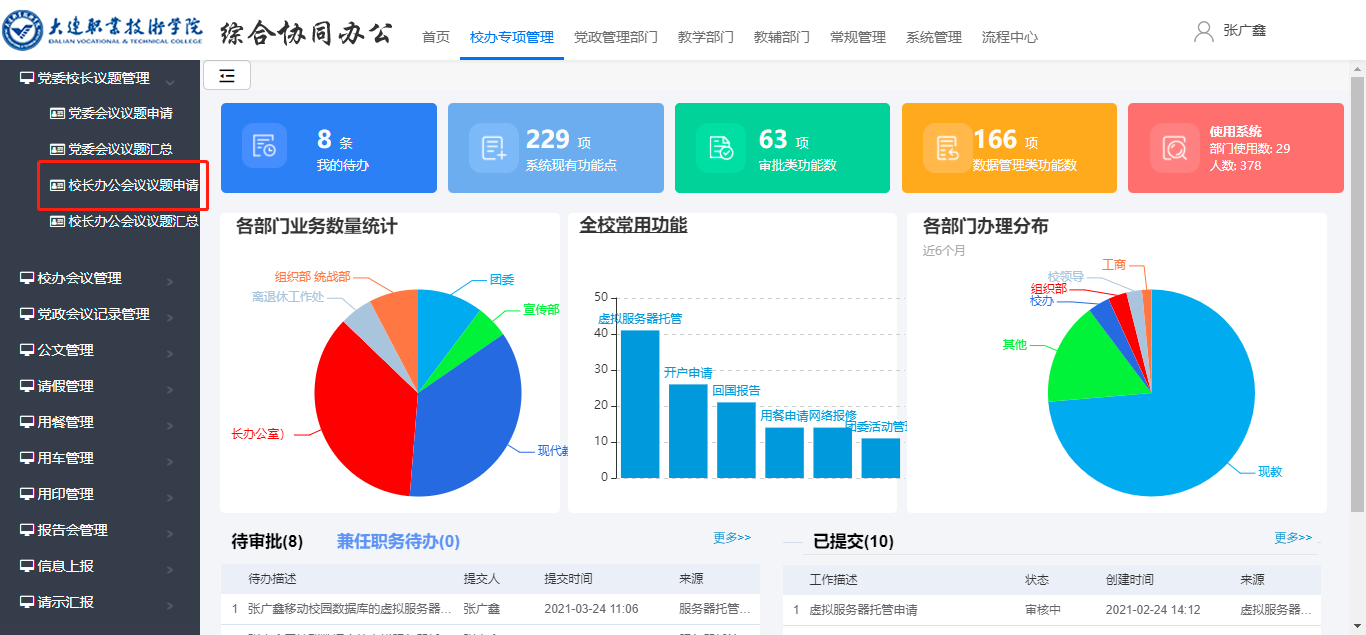 大连职业技术学院
DALIAN VOCATIONAL & TECHNICAL COLLEGE
综合协同办公
首页 校办专项管理 党政管理部门 教学部门 教辅部门 常规管理 系统管理 流程中心
张广鑫
党委校长议题管理
党委会议议题申请
党委会议议题汇总
校长办公会议议题申请
校长办公会议议题汇总
校办会议管理
党政会议记录管理
公文管理
请假管理
用餐管理
用车管理
用印管理
报告会管理
信息上报
请示汇报
8 条
我的待办
229 项
系统现有功能点
63 项
审批类功能数
166 项
数据管理类功能数
使用系统
部门使用数: 29
人数: 378
各部门业务数量统计
组织部 统战部
团委
离退休工作处
宣传部
长办公室）
现代教
全校常用功能
50
虚拟服务器托管
40
开户申请
30
回国报告
20
用餐申请
网络报修
团委活动管理
10
0
各部门办理分布
近6个月
工商
校领导
组织部
校办
其他
现教
待审批(8) 兼任职务待办(0) 更多>>
待办描述 提交人 提交时间 来源
1 张广鑫移动校园数据库的虚拟服务器... 张广鑫 2021-03-24 11:06 服务器托管...
已提交(10) 更多>>
工作描述 状态 创建时间 来源
1 虚拟服务器托管申请 审核中 2021-02-24 14:12 虚拟服务器...